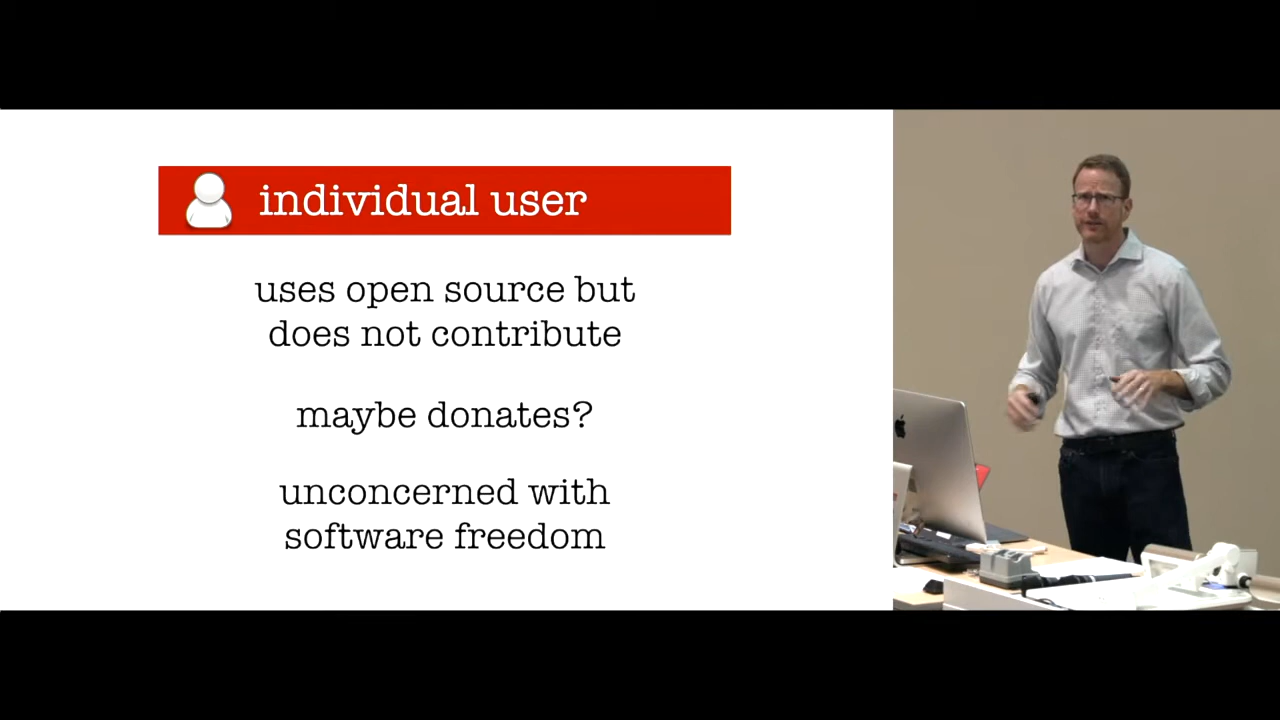 individual user
uses open source but
does not contribute
maybe donates?
unconcerned with
software freedom